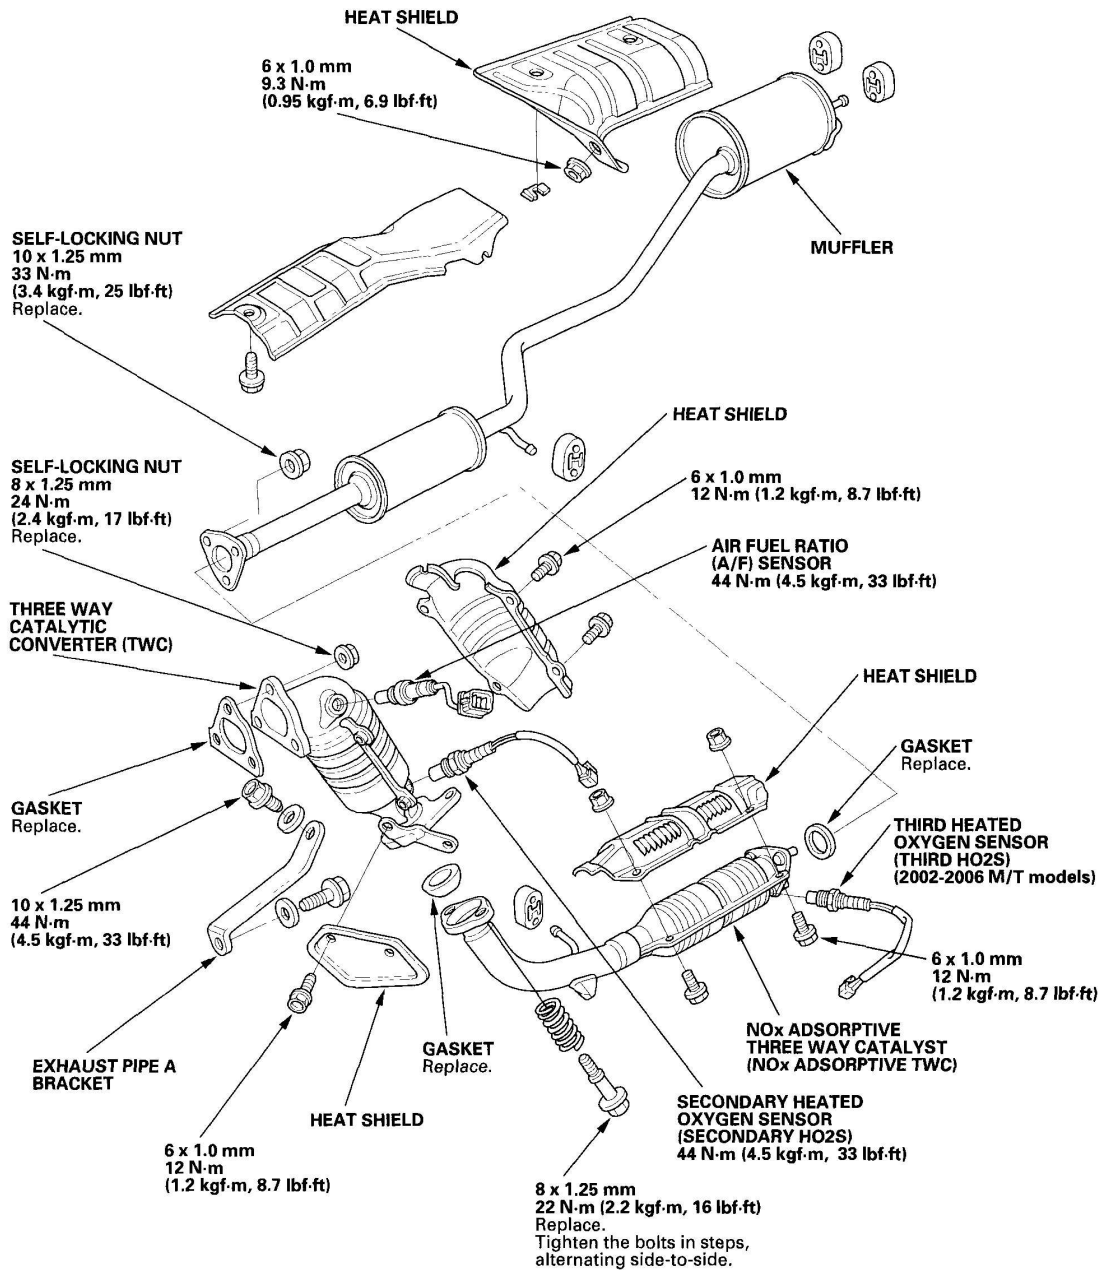 HEAT SHIELD
6 x 1.0 mm
9.3 N·m
(0.95 kgf·m, 6.9 lbf·ft)
MUFFLER
SELF-LOCKING NUT
10 x 1.25 mm
33 N·m
(3.4 kgf·m, 25 lbf·ft)
Replace.
HEAT SHIELD
SELF-LOCKING NUT
8 x 1.25 mm
24 N·m
(2.4 kgf·m, 17 lbf·ft)
Replace.
6 x 1.0 mm
12 N·m (1.2 kgf·m, 8.7 lbf·ft)
AIR FUEL RATIO
(A/F) SENSOR
44 N·m (4.5 kgf·m, 33 lbf·ft)
THREE WAY
CATALYTIC
CONVERTER (TWC)
HEAT SHIELD
GASKET
Replace.
GASKET
Replace.
THIRD HEATED
OXYGEN SENSOR
(THIRD HO2S)
(2002-2006 M/T models)
10 x 1.25 mm
44 N·m
(4.5 kgf·m, 33 lbf·ft)
6 x 1.0 mm
12 N·m
(1.2 kgf·m, 8.7 lbf·ft)
NOx ADSORPTIVE
THREE WAY CATALYST
(NOx ADSORPTIVE TWC)
GASKET
Replace.
EXHAUST PIPE A
BRACKET
HEAT SHIELD
SECONDARY HEATED
OXYGEN SENSOR
(SECONDARY HO2S)
44 N·m (4.5 kgf·m, 33 lbf·ft)
6 x 1.0 mm
12 N·m
(1.2 kgf·m, 8.7 lbf·ft)
8 x 1.25 mm
22 N·m (2.2 kgf·m, 16 lbf·ft)
Replace.
Tighten the bolts in steps,
alternating side-to-side.